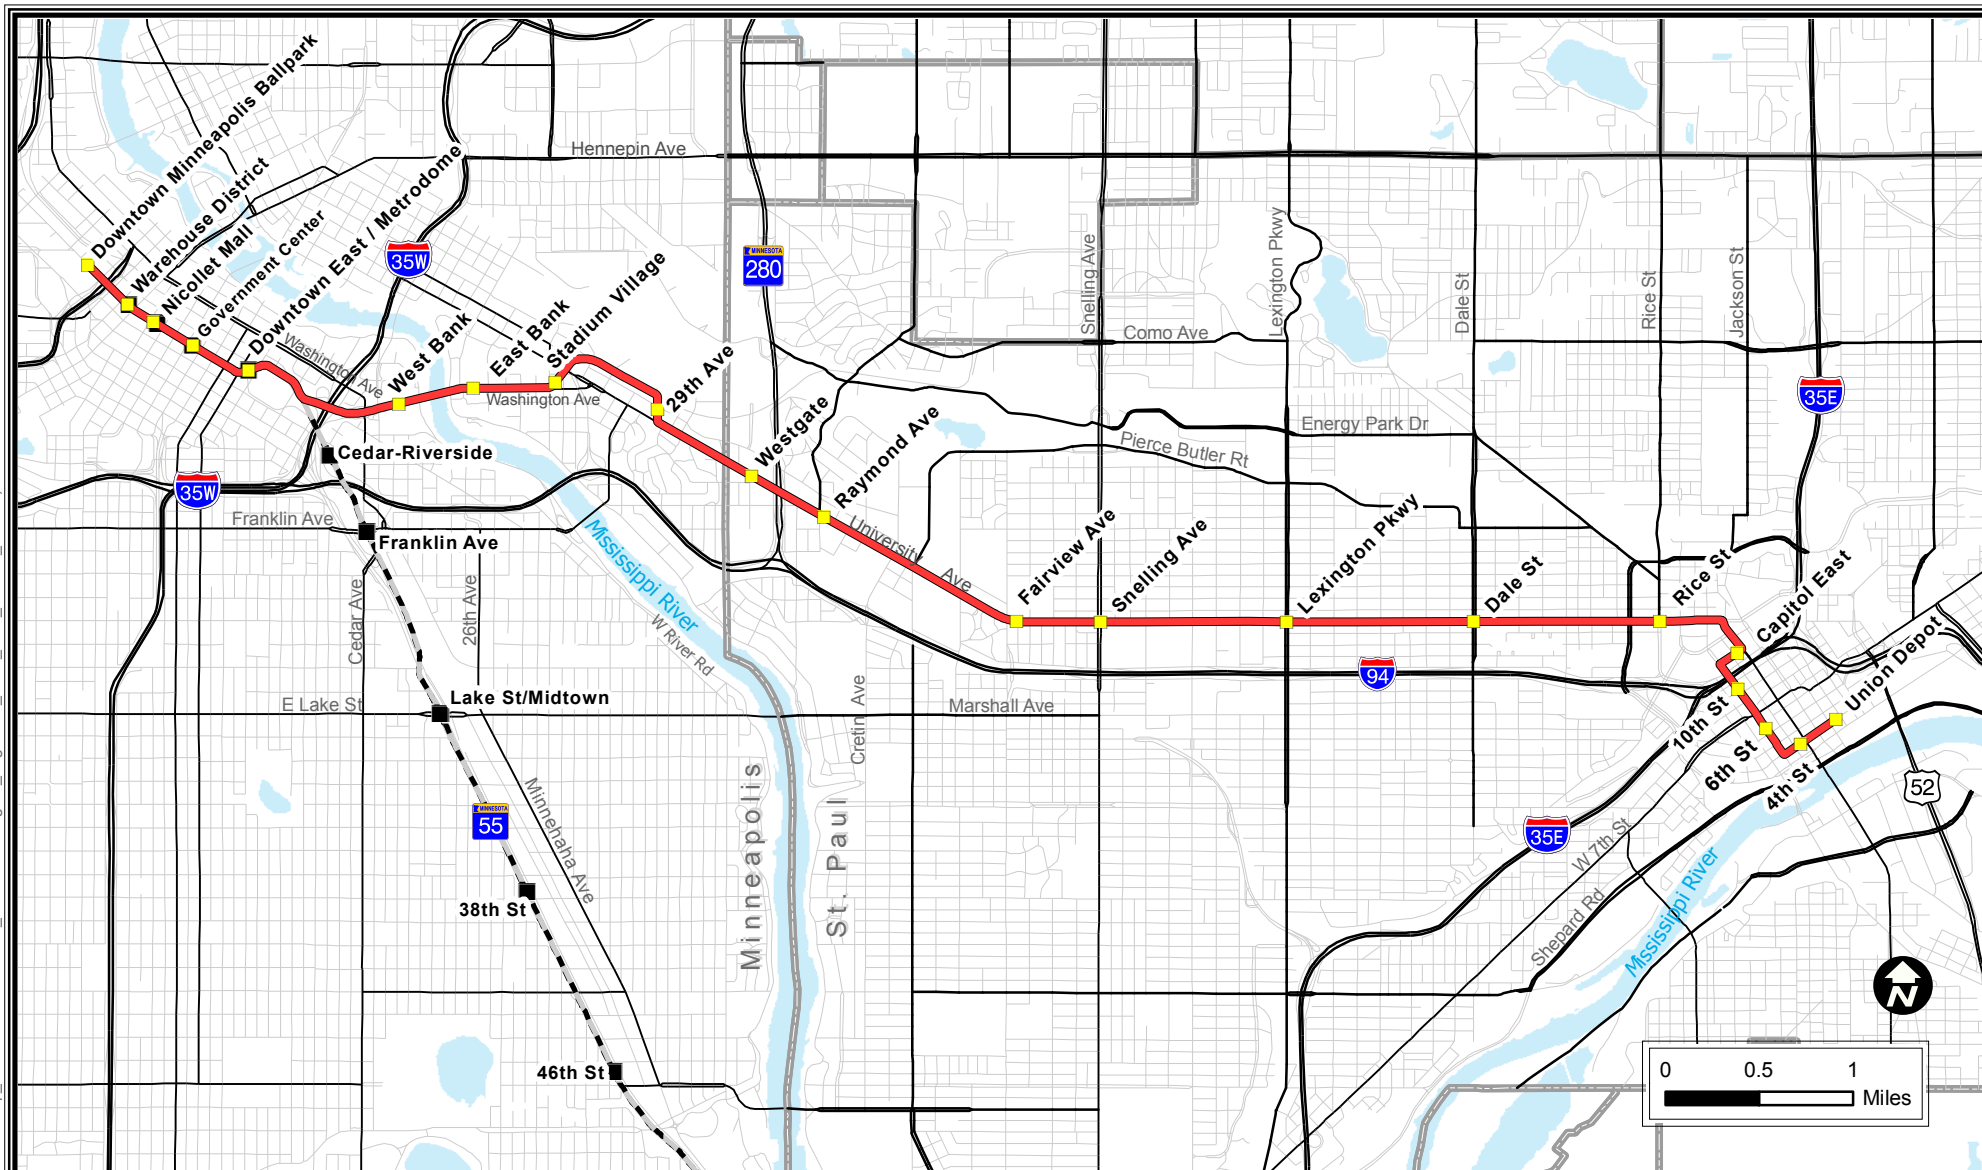 Downtown Minneapolis Ballpark
Warehouse District
Nicollet Mall
Government Center
Downtown East / Metrodome
West Bank
East Bank
Stadium Village
29th Ave
Westgate
Raymond Ave
Fairview Ave
Snelling Ave
Lexington Pkwy
Dale St
Rice St
Capitol East
10th St
6th St
4th St
Union Depot
Cedar-Riverside
Franklin Ave
Lake St/Midtown
38th St
46th St
Hennepin Ave
Washington Ave
Washington Ave
Franklin Ave
Cedar Ave
26th Ave
E Lake St
Minnehaha Ave
W River Rd
Mississippi River
University Ave
Cretin Ave
Marshall Ave
Snelling Ave
Como Ave
Lexington Pkwy
Energy Park Dr
Pierce Butler Rt
Dale St
Rice St
Jackson St
W 7th St
Shepard Rd
Mississippi River
Minneapolis
St. Paul
35W
35W
MINNESOTA
280
MINNESOTA
55
94
35E
35E
52
N
0 0.5 1
Miles